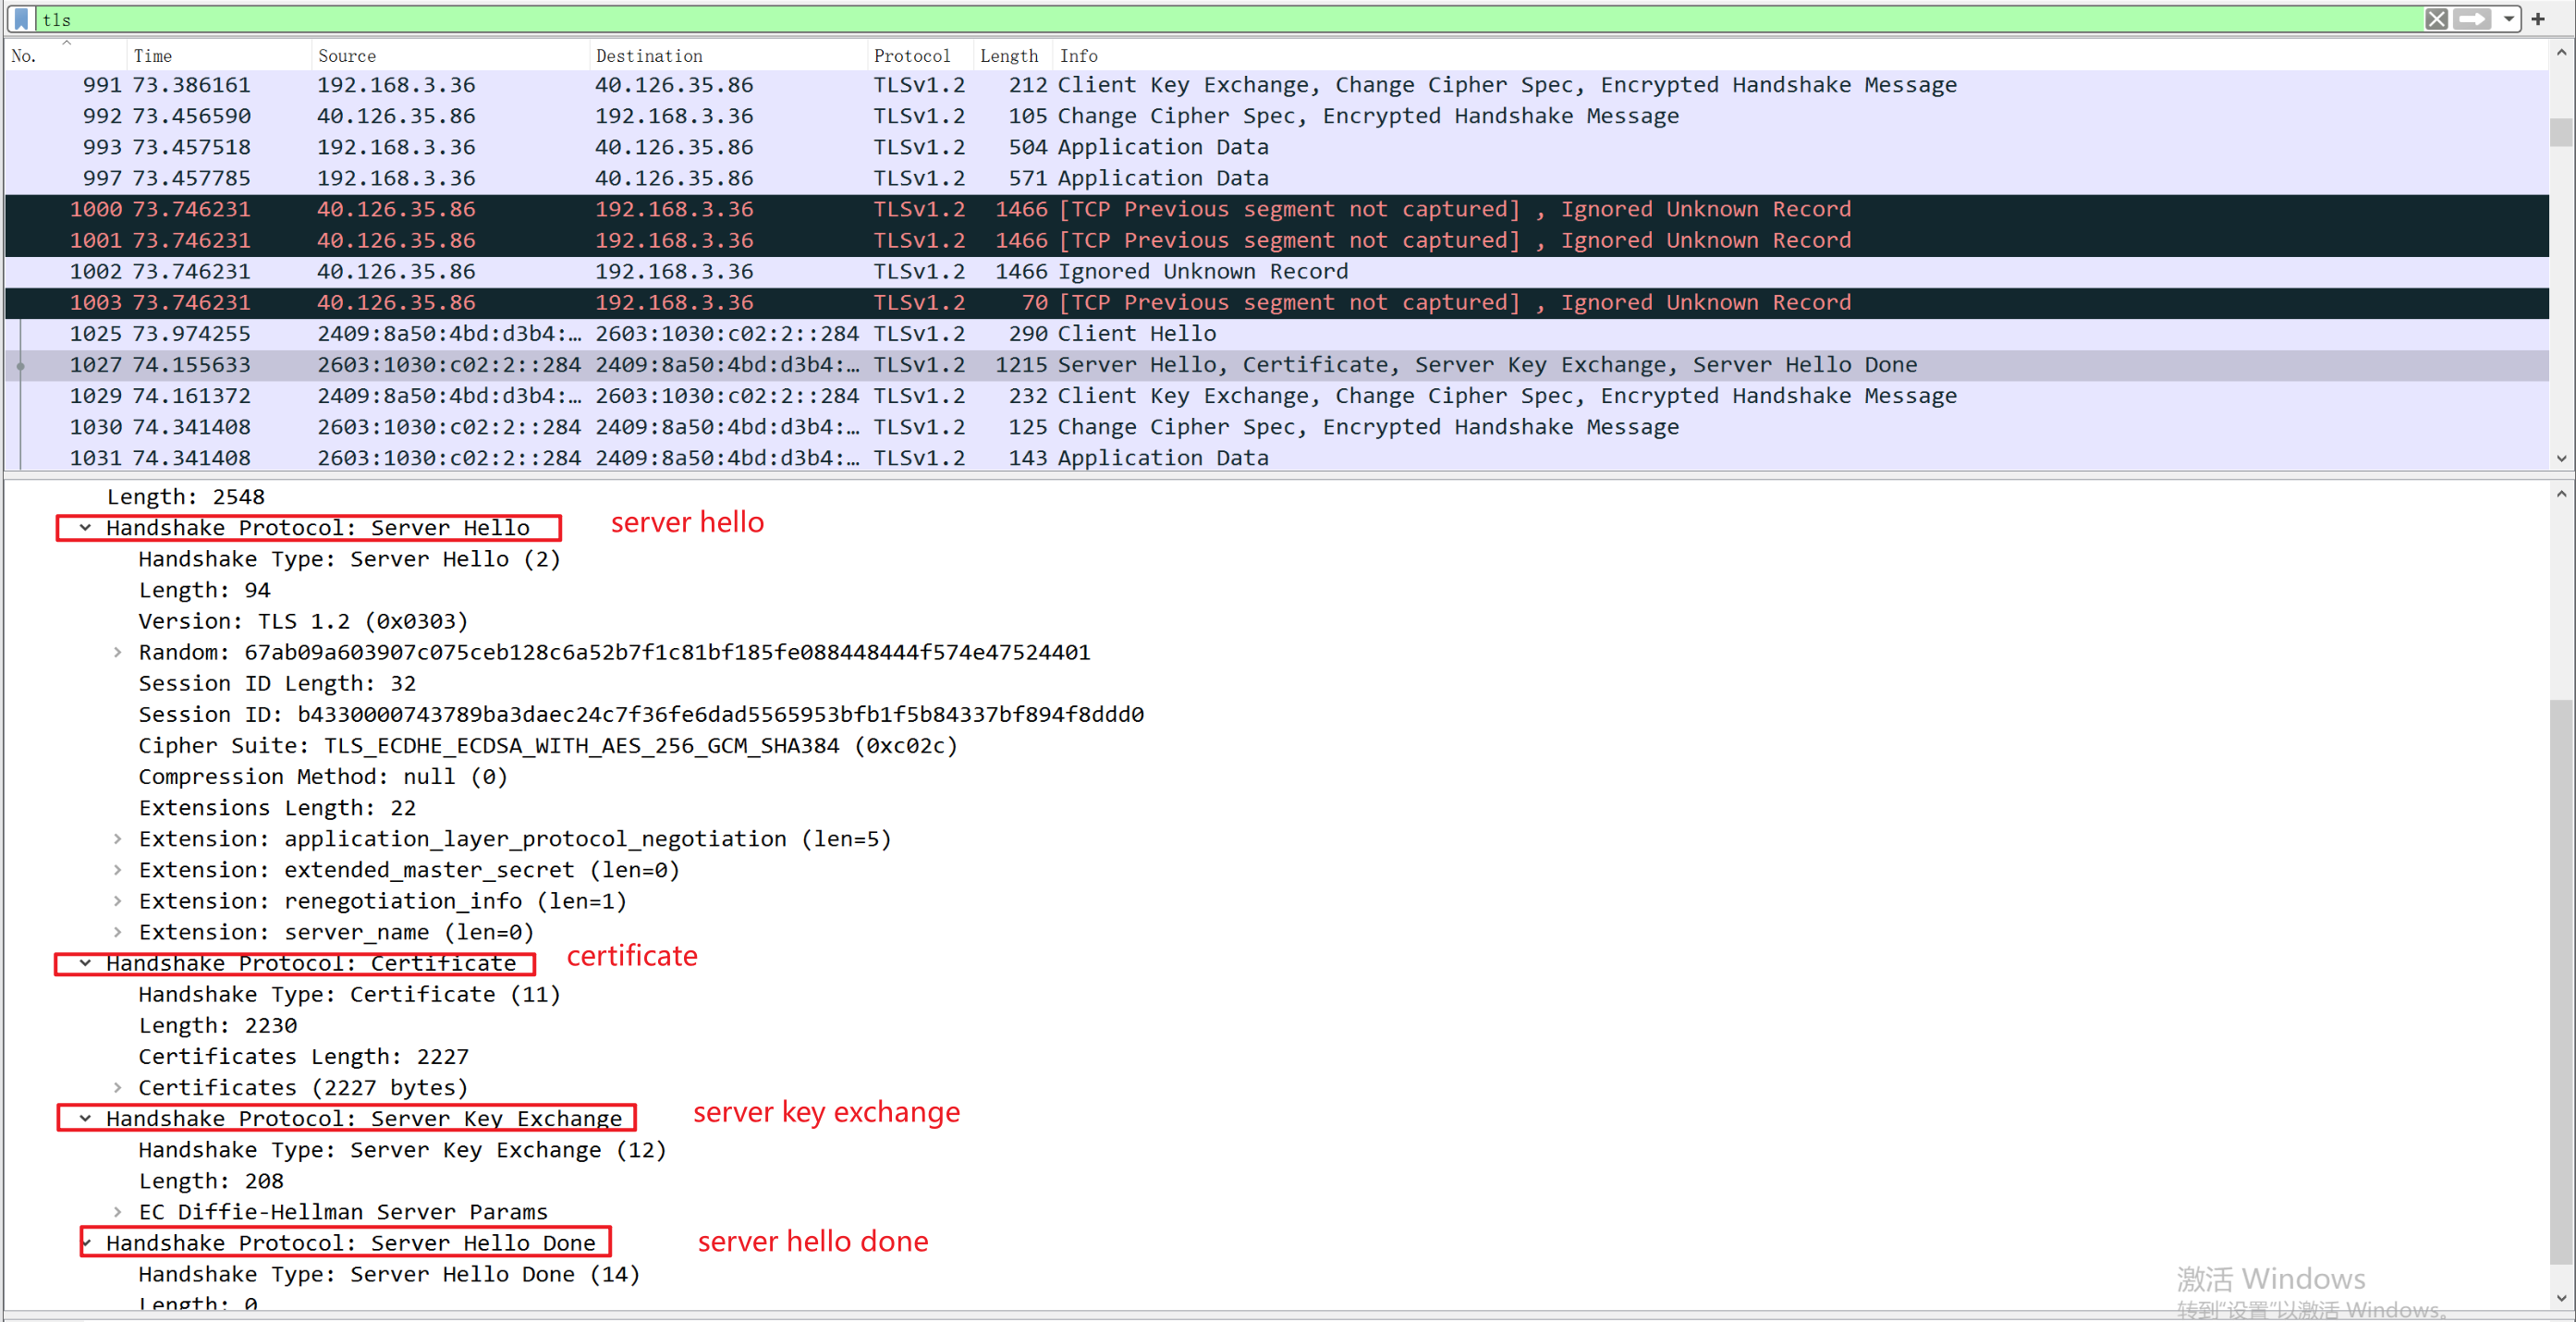 tls
No. Time Source Destination Protocol Length Info
991 73.386161 192.168.3.36 40.126.35.86 TLSv1.2 212 Client Key Exchange, Change Cipher Spec, Encrypted Handshake Message
992 73.456590 40.126.35.86 192.168.3.36 TLSv1.2 105 Change Cipher Spec, Encrypted Handshake Message
993 73.457518 192.168.3.36 40.126.35.86 TLSv1.2 504 Application Data
997 73.457785 192.168.3.36 40.126.35.86 TLSv1.2 571 Application Data
1000 73.746231 40.126.35.86 192.168.3.36 TLSv1.2 1466 [TCP Previous segment not captured] , Ignored Unknown Record
1001 73.746231 40.126.35.86 192.168.3.36 TLSv1.2 1466 [TCP Previous segment not captured] , Ignored Unknown Record
1002 73.746231 40.126.35.86 192.168.3.36 TLSv1.2 1466 Ignored Unknown Record
1003 73.746231 40.126.35.86 192.168.3.36 TLSv1.2 70 [TCP Previous segment not captured] , Ignored Unknown Record
1025 73.974255 2409:8a50:4bd:d3b4:… 2603:1030:c02:2::284 TLSv1.2 290 Client Hello
1027 74.155633 2603:1030:c02:2::284 2409:8a50:4bd:d3b4:… TLSv1.2 1215 Server Hello, Certificate, Server Key Exchange, Server Hello Done
1029 74.161372 2409:8a50:4bd:d3b4:… 2603:1030:c02:2::284 TLSv1.2 232 Client Key Exchange, Change Cipher Spec, Encrypted Handshake Message
1030 74.341408 2603:1030:c02:2::284 2409:8a50:4bd:d3b4:… TLSv1.2 125 Change Cipher Spec, Encrypted Handshake Message
1031 74.341408 2603:1030:c02:2::284 2409:8a50:4bd:d3b4:… TLSv1.2 143 Application Data
Length: 2548
Handshake Protocol: Server Hello server hello
Handshake Type: Server Hello (2)
Length: 94
Version: TLS 1.2 (0x0303)
Random: 67ab09a603907c075ceb128c6a52b7f1c81bf185fe088448444f574e47524401
Session ID Length: 32
Session ID: b4330000743789ba3daec24c7f36fe6dad5565953bfb1f5b84337bf894f8ddd0
Cipher Suite: TLS_ECDHE_ECDSA_WITH_AES_256_GCM_SHA384 (0xc02c)
Compression Method: null (0)
Extensions Length: 22
Extension: application_layer_protocol_negotiation (len=5)
Extension: extended_master_secret (len=0)
Extension: renegotiation_info (len=1)
Extension: server_name (len=0)
Handshake Protocol: Certificate certificate
Handshake Type: Certificate (11)
Length: 2230
Certificates Length: 2227
Certificates (2227 bytes)
Handshake Protocol: Server Key Exchange server key exchange
Handshake Type: Server Key Exchange (12)
Length: 208
EC Diffie-Hellman Server Params
Handshake Protocol: Server Hello Done server hello done
Handshake Type: Server Hello Done (14)
Length: 0
激活 Windows
转到“设置”以激活 Windows。